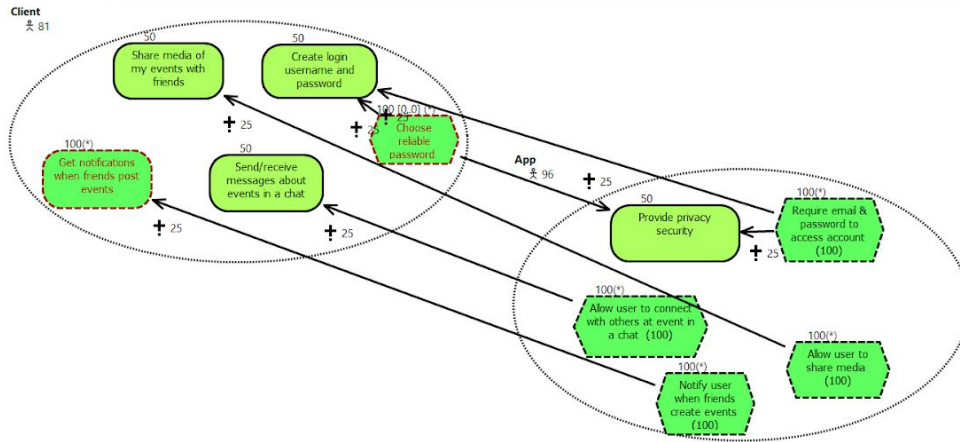 Client
81
50
Share media of
my events with
friends
50
Create login
username and
password
25
100 [0..0] (*)
25
25
Choose
reliable
password
100(*)
Get notifications
when friends post
events
25
50
Send/receive
messages about
events in a chat
25
App
96
25
50
Provide privacy
security
25
100(*)
Requre email &
password to
access account
(100)
100(*)
Allow user to connect
with others at event in
a chat (100)
100(*)
Allow user to
share media
(100)
100(*)
Notify user
when friends
create events
(100)